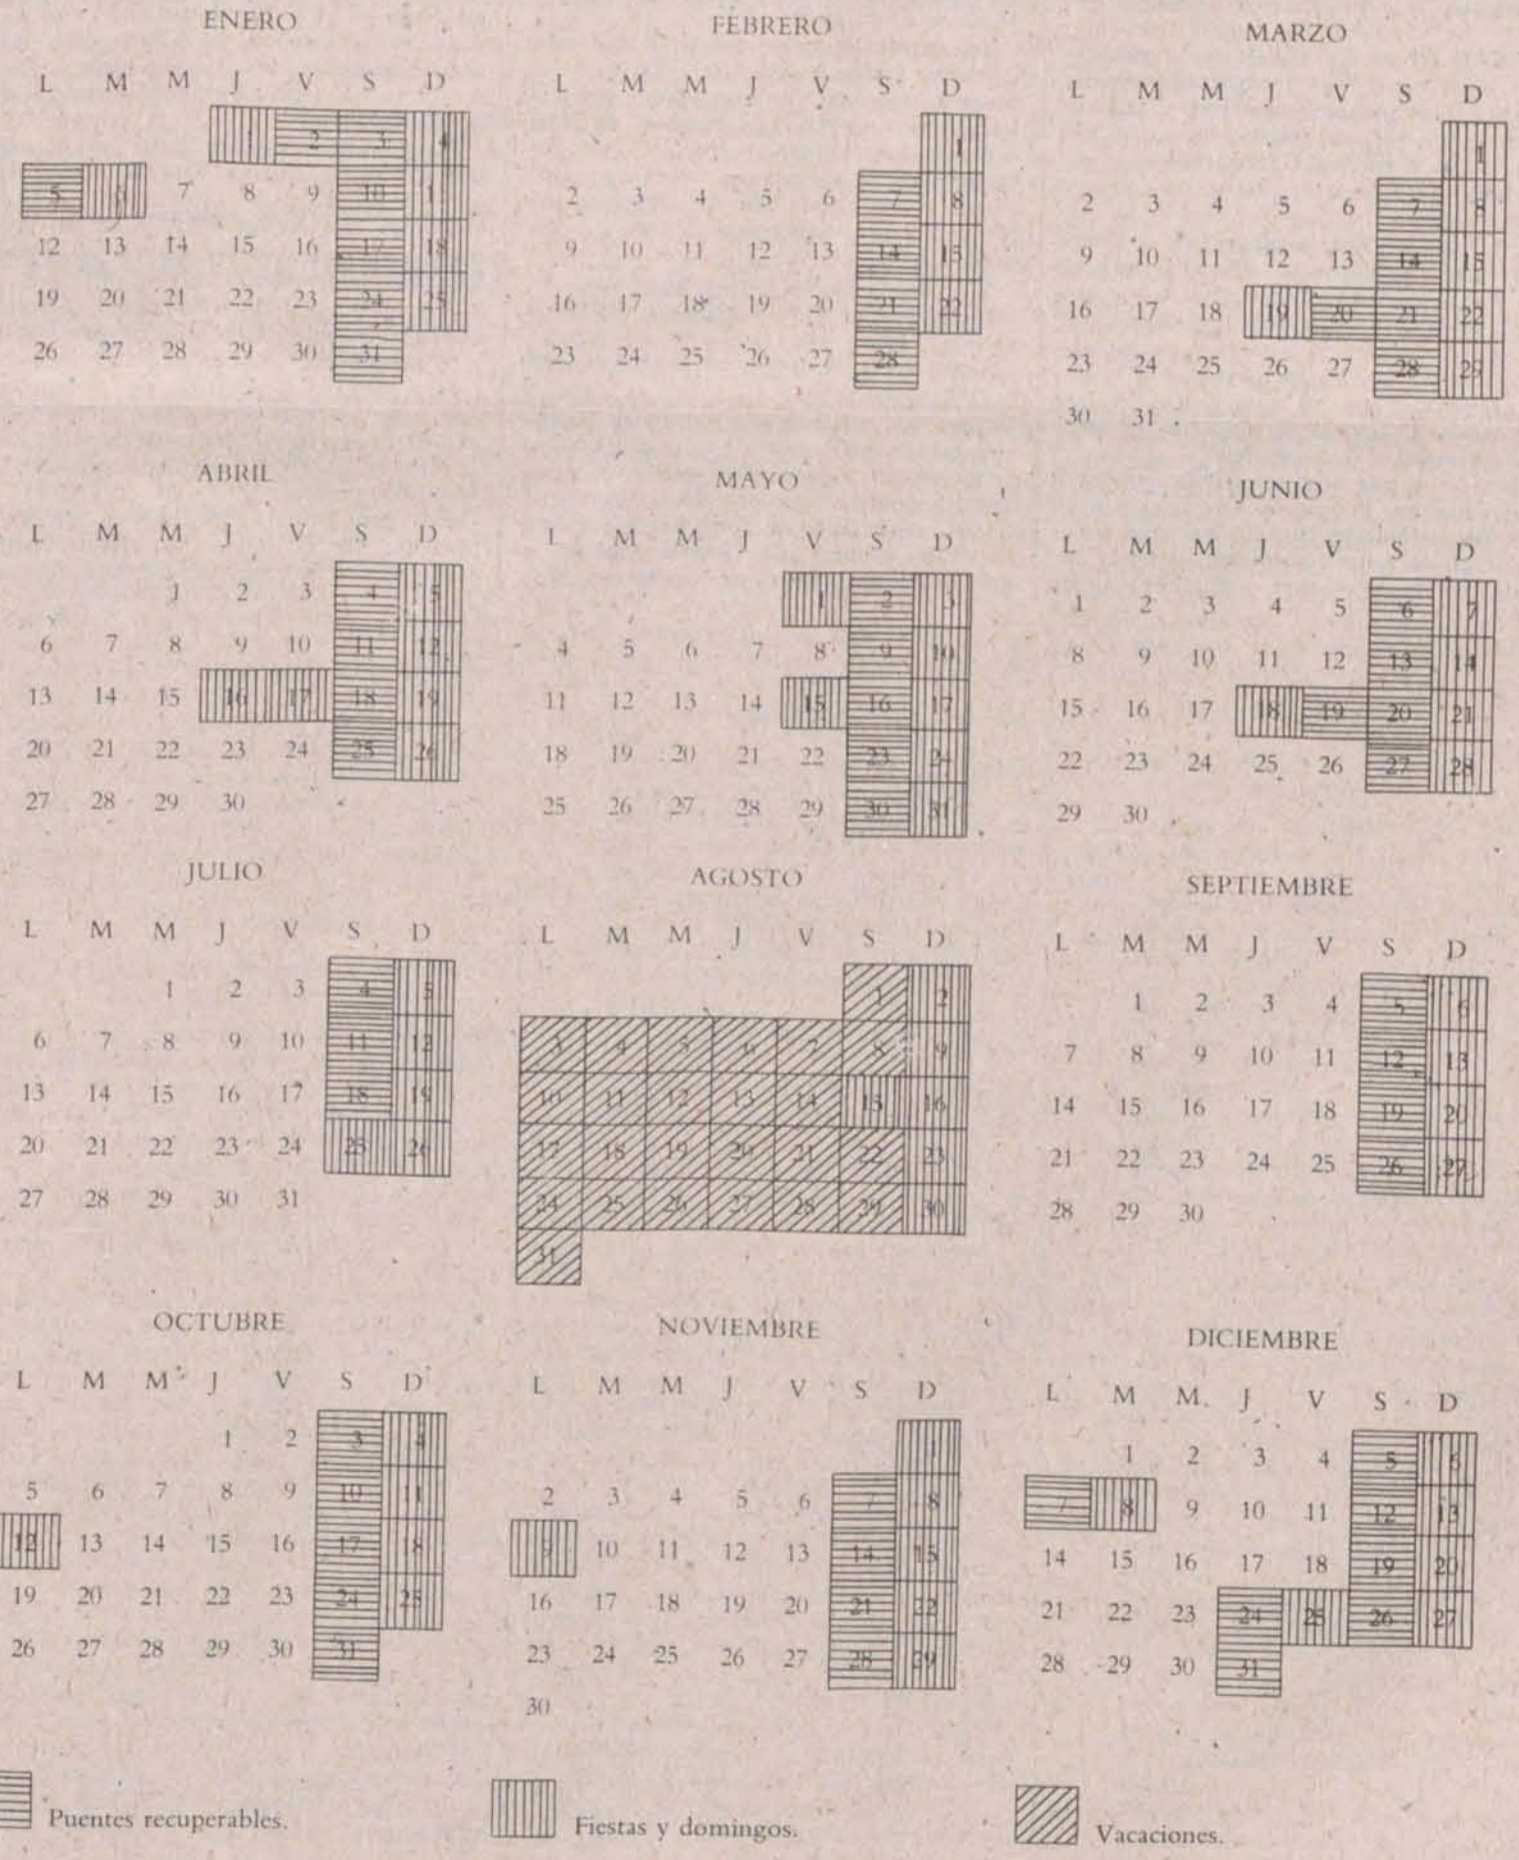 ENERO
L M M J V S D
1 2 3 4
5 6 7 8 9 10 11
12 13 14 15 16 17 18
19 20 21 22 23 24 25
26 27 28 29 30 31
FEBRERO
L M M J V S D
1
2 3 4 5 6 7 8
9 10 11 12 13 14 15
16 17 18 19 20 21 22
23 24 25 26 27 28
MARZO
L M M J V S D
1
2 3 4 5 6 7 8
9 10 11 12 13 14 15
16 17 18 19 20 21 22
23 24 25 26 27 28 29
30 31
ABRIL
L M M J V S D
1 2 3 4 5
6 7 8 9 10 11 12
13 14 15 16 17 18 19
20 21 22 23 24 25 26
27 28 29 30
MAYO
L M M J V S D
1 2 3
4 5 6 7 8 9 10
11 12 13 14 15 16 17
18 19 20 21 22 23 24
25 26 27 28 29 30 31
JUNIO
L M M J V S D
1 2 3 4 5 6 7
8 9 10 11 12 13 14
15 16 17 18 19 20 21
22 23 24 25 26 27 28
29 30
JULIO
L M M J V S D
1 2 3 4 5
6 7 8 9 10 11 12
13 14 15 16 17 18 19
20 21 22 23 24 25 26
27 28 29 30 31
AGOSTO
L M M J V S D
1 2
3 4 5 6 7 8 9
10 11 12 13 14 15 16
17 18 19 20 21 22 23
24 25 26 27 28 29 30
31
SEPTIEMBRE
L M M J V S D
1 2 3 4 5 6
7 8 9 10 11 12 13
14 15 16 17 18 19 20
21 22 23 24 25 26 27
28 29 30
OCTUBRE
L M M J V S D
1 2 3 4
5 6 7 8 9 10 11
12 13 14 15 16 17 18
19 20 21 22 23 24 25
26 27 28 29 30 31
NOVIEMBRE
L M M J V S D
1
2 3 4 5 6 7 8
9 10 11 12 13 14 15
16 17 18 19 20 21 22
23 24 25 26 27 28 29
30
DICIEMBRE
L M M. J V S D
1 2 3 4 5 6
7 8 9 10 11 12 13
14 15 16 17 18 19 20
21 22 23 24 25 26 27
28 29 30 31
Puentes recuperables.
Fiestas y domingos.
Vacaciones.